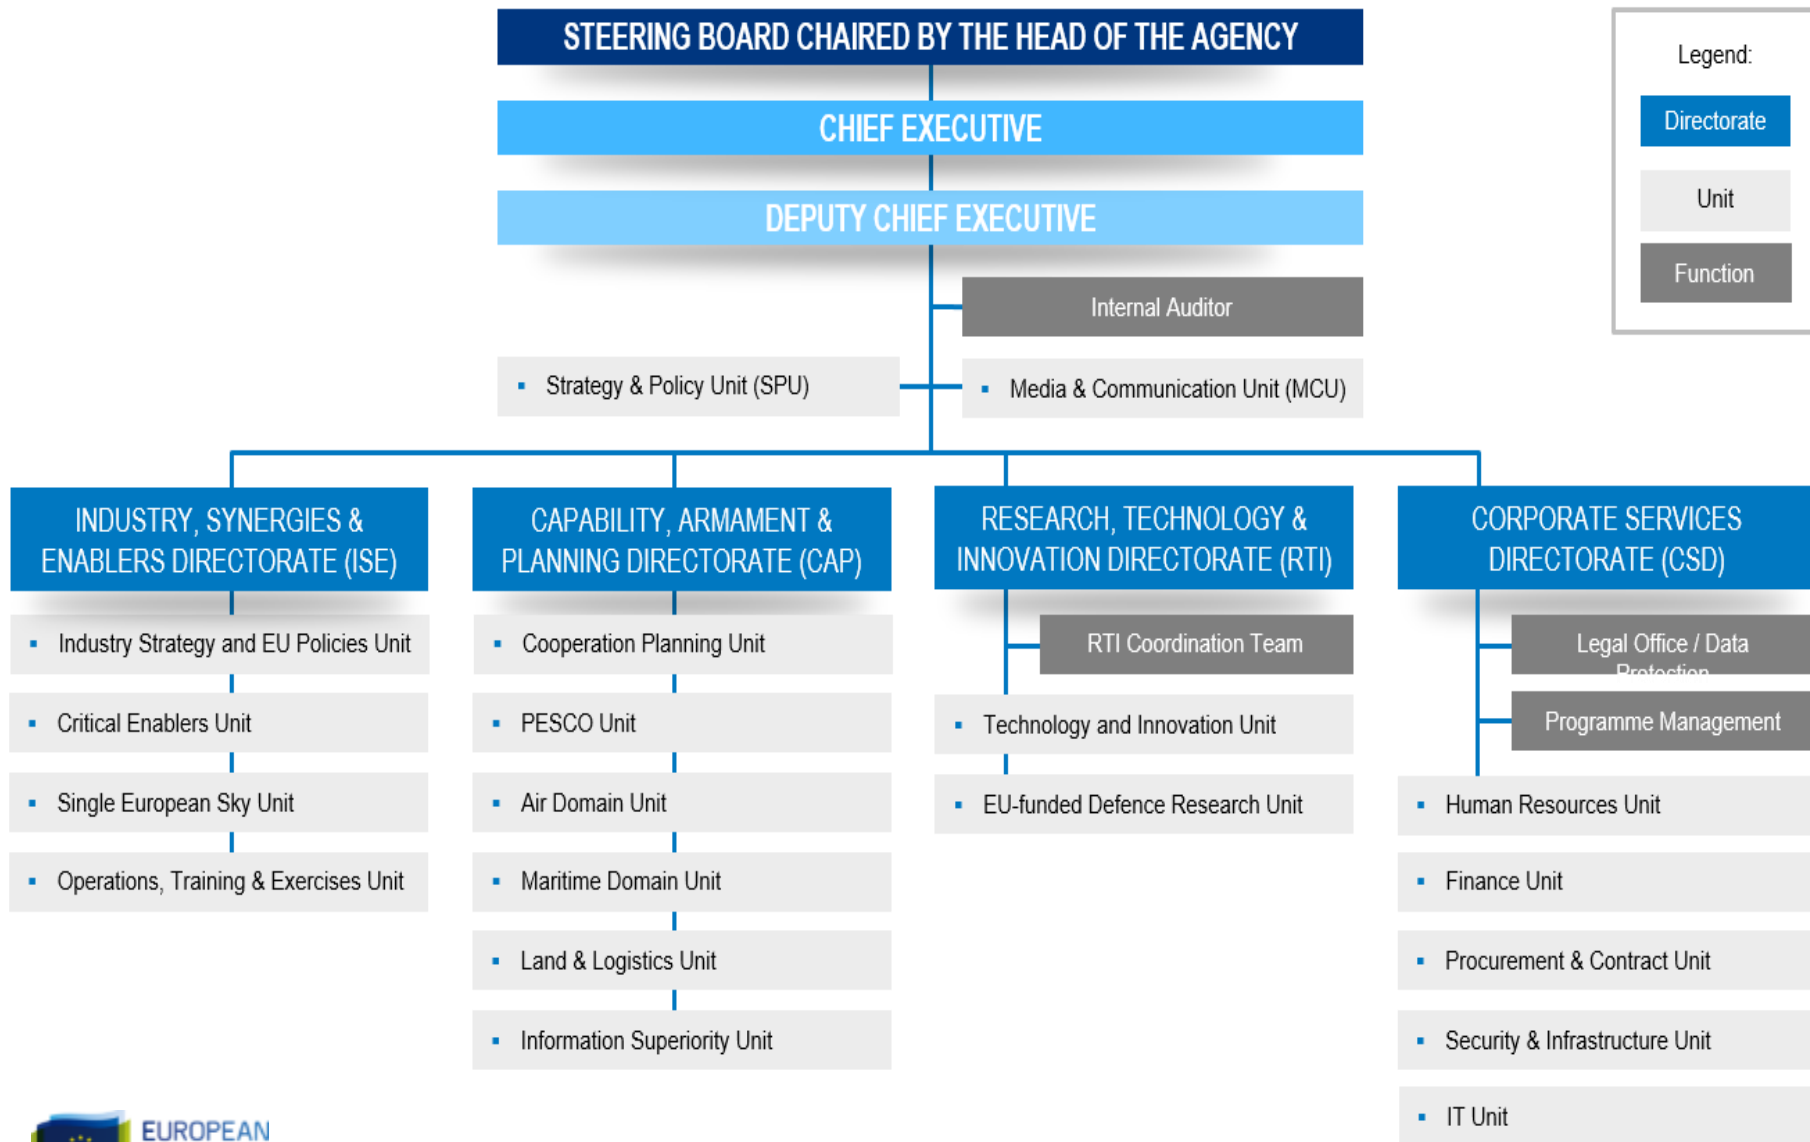 STEERING BOARD CHAIRED BY THE HEAD OF THE AGENCY
CHIEF EXECUTIVE
DEPUTY CHIEF EXECUTIVE
Internal Auditor
▪ Strategy & Policy Unit (SPU)
▪ Media & Communication Unit (MCU)
Legend:
Directorate
Unit
Function
INDUSTRY, SYNERGIES &
ENABLERS DIRECTORATE (ISE)
▪ Industry Strategy and EU Policies Unit
▪ Critical Enablers Unit
▪ Single European Sky Unit
▪ Operations, Training & Exercises Unit
CAPABILITY, ARMAMENT &
PLANNING DIRECTORATE (CAP)
▪ Cooperation Planning Unit
▪ PESCO Unit
▪ Air Domain Unit
▪ Maritime Domain Unit
▪ Land & Logistics Unit
▪ Information Superiority Unit
RESEARCH, TECHNOLOGY &
INNOVATION DIRECTORATE (RTI)
RTI Coordination Team
▪ Technology and Innovation Unit
▪ EU-funded Defence Research Unit
CORPORATE SERVICES
DIRECTORATE (CSD)
Legal Office / Data
Protection
Programme Management
▪ Human Resources Unit
▪ Finance Unit
▪ Procurement & Contract Unit
▪ Security & Infrastructure Unit
▪ IT Unit
EUROPEAN